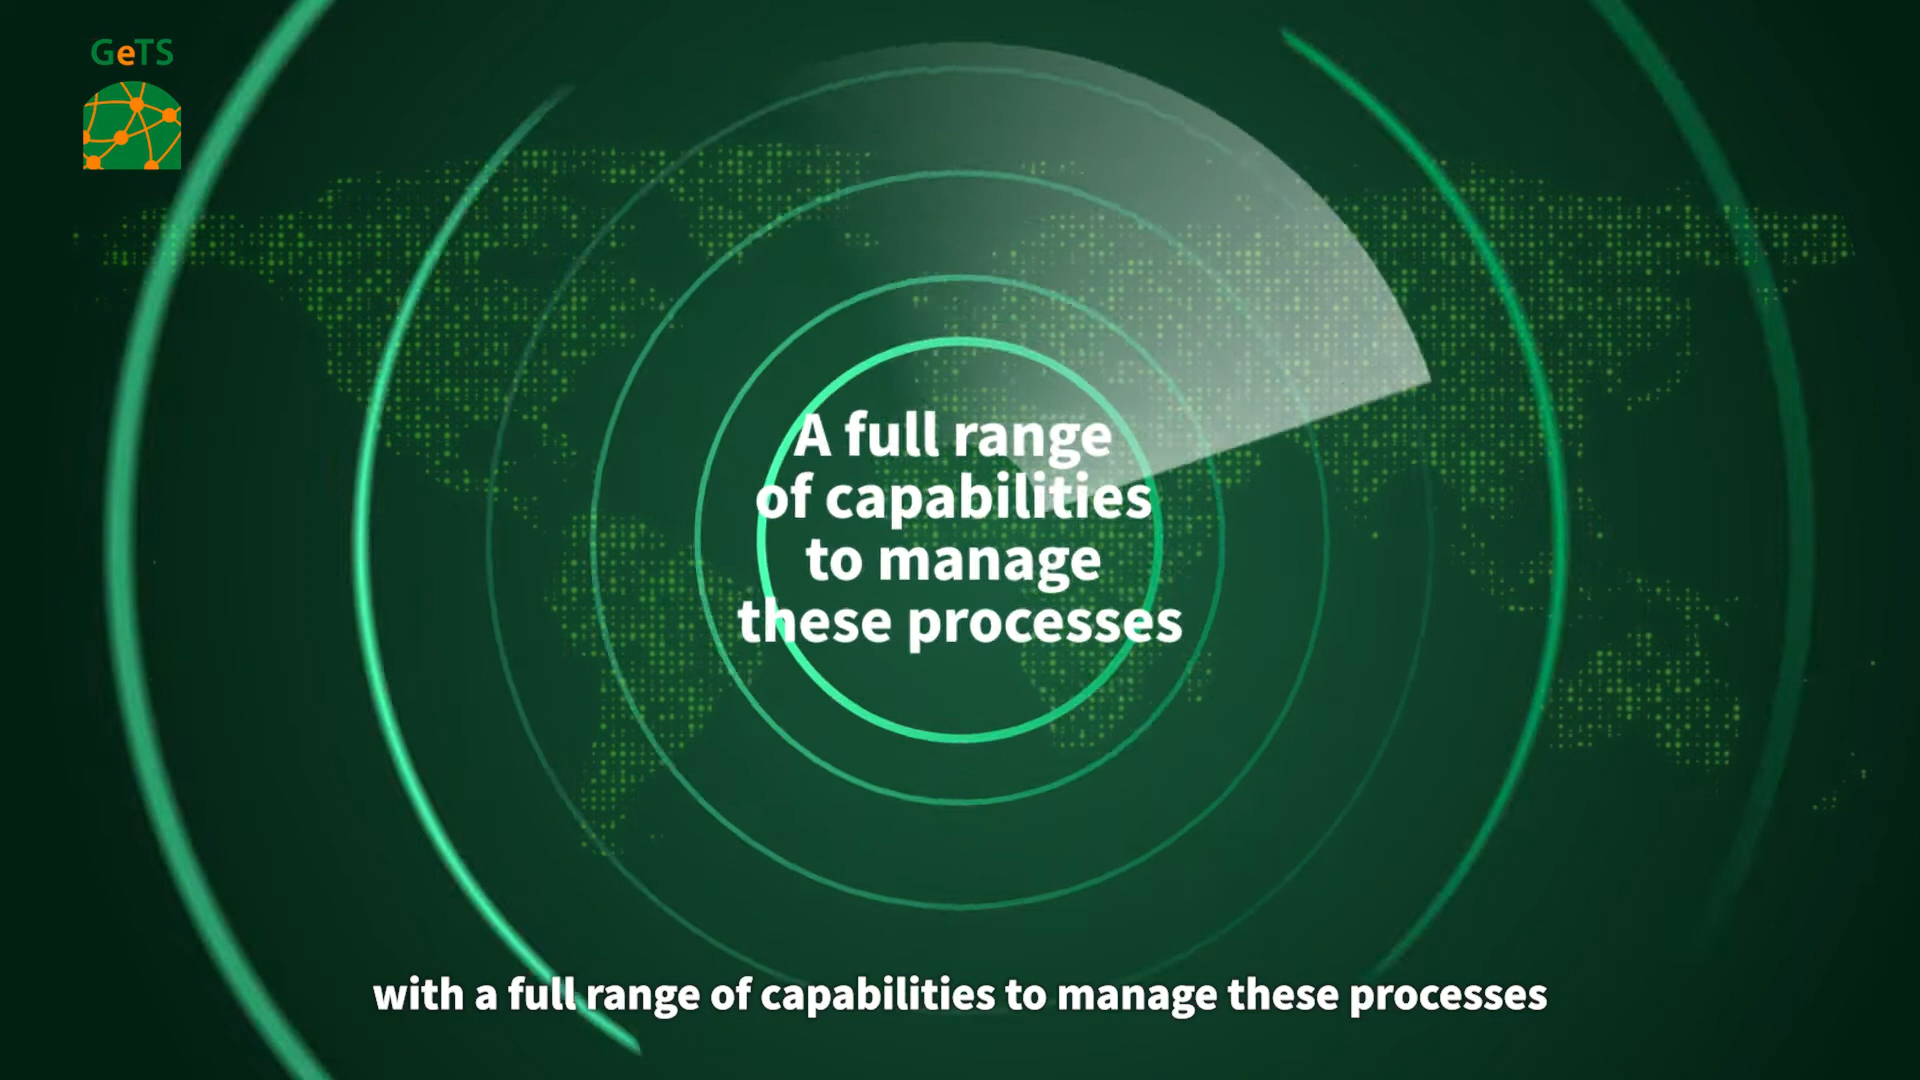 GeTS
A full range
of capabilities
to manage
these processes
with a full range of capabilities to manage these processes